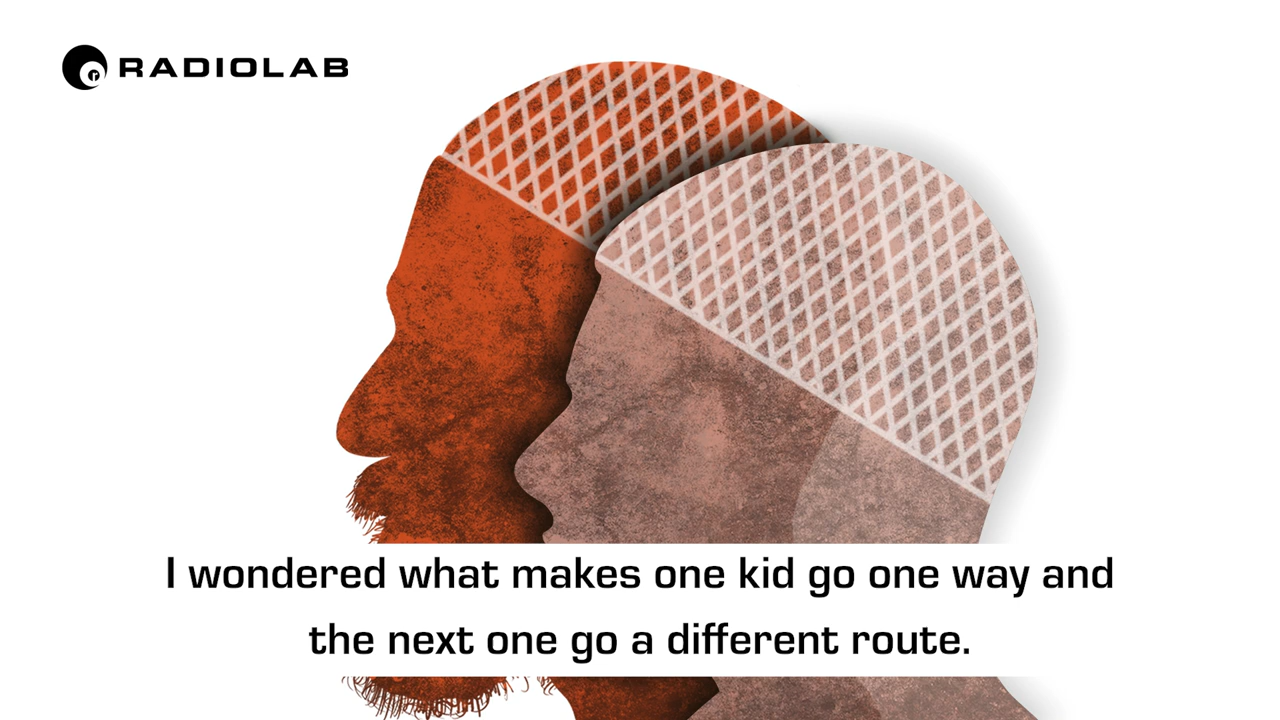 RADIOLAB
I wondered what makes one kid go one way and
the next one go a different route.